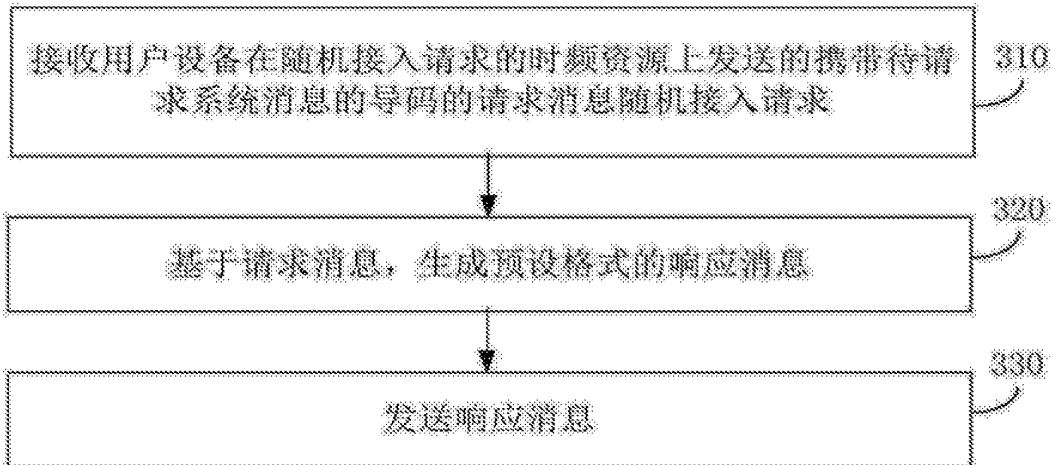 接收用户设备在随机接入请求的时频资源上发送的携带待请
求系统消息的导码的请求消息随机接入请求
310
320
基于请求消息，生成预设格式的响应消息
330
发送响应消息